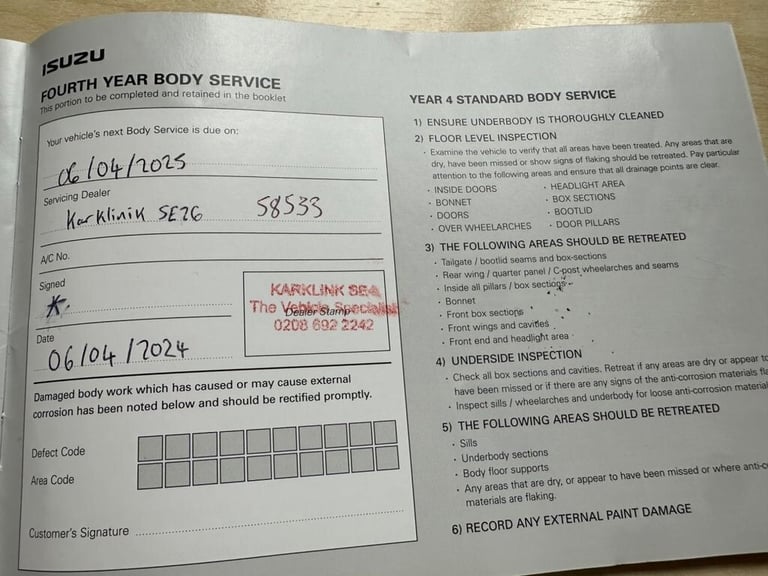 ISUZU
FOURTH YEAR BODY SERVICE
This portion to be completed and retained in the booklet
Your vehicle's next Body Service is due on:
06/04/2025
Servicing Dealer
KarKlinik SE26 58533
A/C No.
Signed
Date
06/04/2024
KARKLINK SE4
The Vehicle Specialist
Dealer Stamp
0208 692 2242
Damaged body work which has caused or may cause external
corrosion has been noted below and should be rectified promptly.
Defect Code
Area Code
Customer's Signature
YEAR 4 STANDARD BODY SERVICE
1) ENSURE UNDERBODY IS THOROUGHLY CLEANED
2) FLOOR LEVEL INSPECTION
· Examine the vehicle to verify that all areas have been treated. Any areas that are
dry, have been missed or show signs of flaking should be retreated. Pay particular
attention to the following areas and ensure that all drainage points are clear.
· INSIDE DOORS
· BONNET
· DOORS
· OVER WHEELARCHES
· HEADLIGHT AREA
· BOX SECTIONS
· BOOTLID
· DOOR PILLARS
3) THE FOLLOWING AREAS SHOULD BE RETREATED
· Tailgate / bootlid seams and box-sections
· Rear wing / quarter panel / C-post wheelarches and seams
· Inside all pillars / box sections
· Bonnet
· Front box sections
· Front wings and cavities
· Front end and headlight area
4) UNDERSIDE INSPECTION
· Check all box sections and cavities. Retreat if any areas are dry or appear to
have been missed or if there are any signs of the anti-corrosion materials
· Inspect sills / wheelarches and underbody for loose anti-corrosion
5) THE FOLLOWING AREAS SHOULD BE RETREATED
· Sills
· Underbody sections
· Body floor supports
· Any areas that are dry, or appear to have been missed or where
materials are flaking.
6) RECORD ANY EXTERNAL PAINT DAMAGE